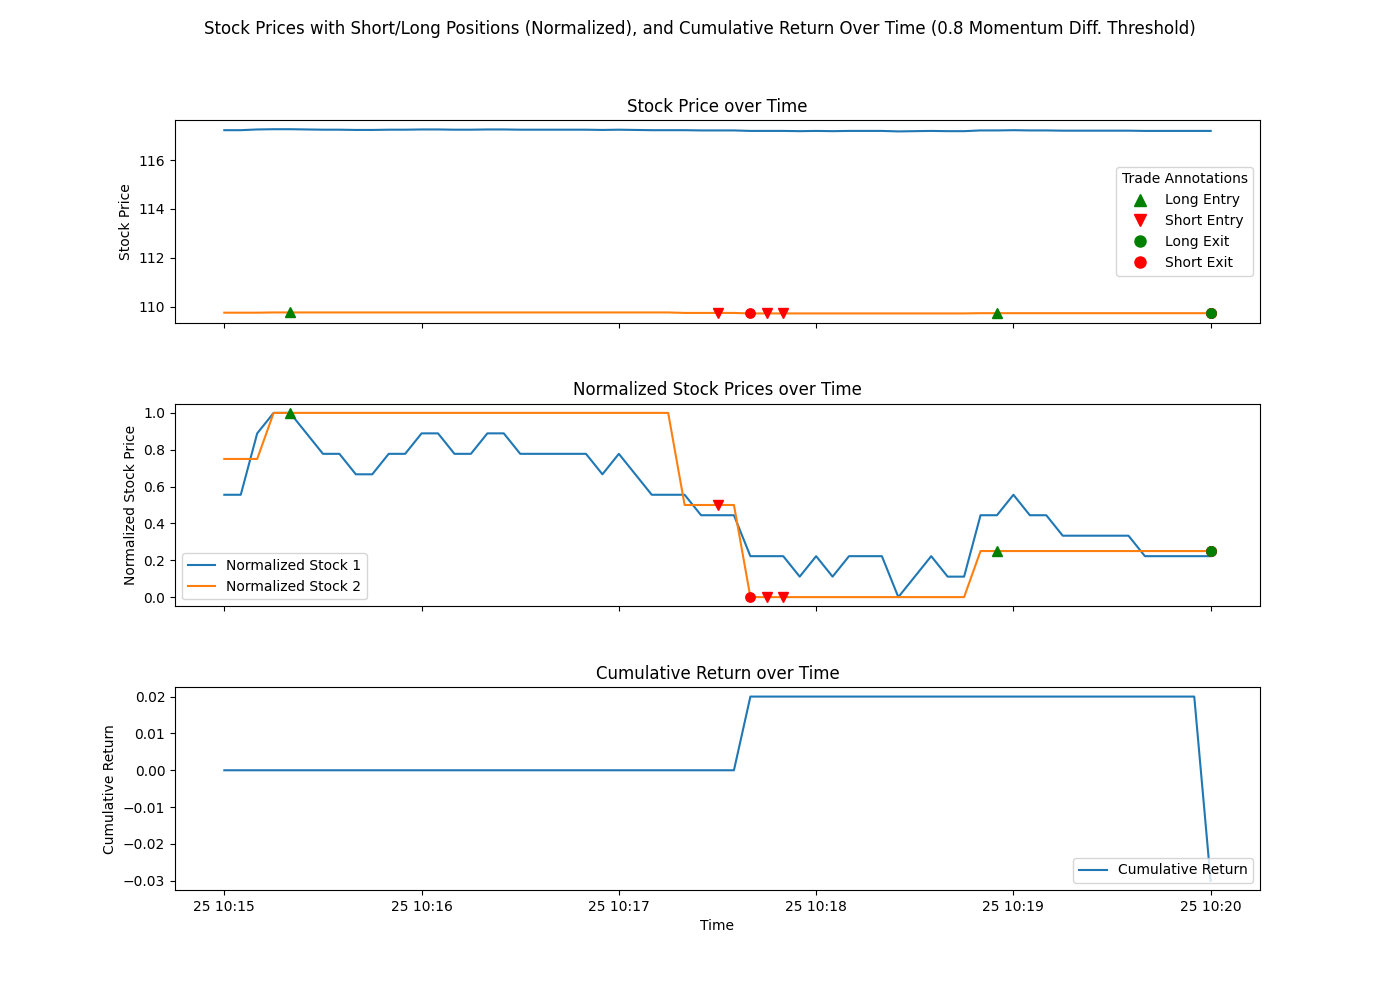 Stock Prices with Short/Long Positions (Normalized), and Cumulative Return Over Time (0.8 Momentum Diff. Threshold)
Stock Price over Time
116
114
112
110
Stock Price
Trade Annotations
Long Entry
Short Entry
Long Exit
Short Exit
Normalized Stock Prices over Time
1.0
0.8
0.6
0.4
0.2
0.0
Normalized Stock Price
Normalized Stock 1
Normalized Stock 2
Cumulative Return over Time
0.02
0.01
0.00
−0.01
−0.02
−0.03
Cumulative Return
Cumulative Return
25 10:15
25 10:16
25 10:17
25 10:18
25 10:19
25 10:20
Time